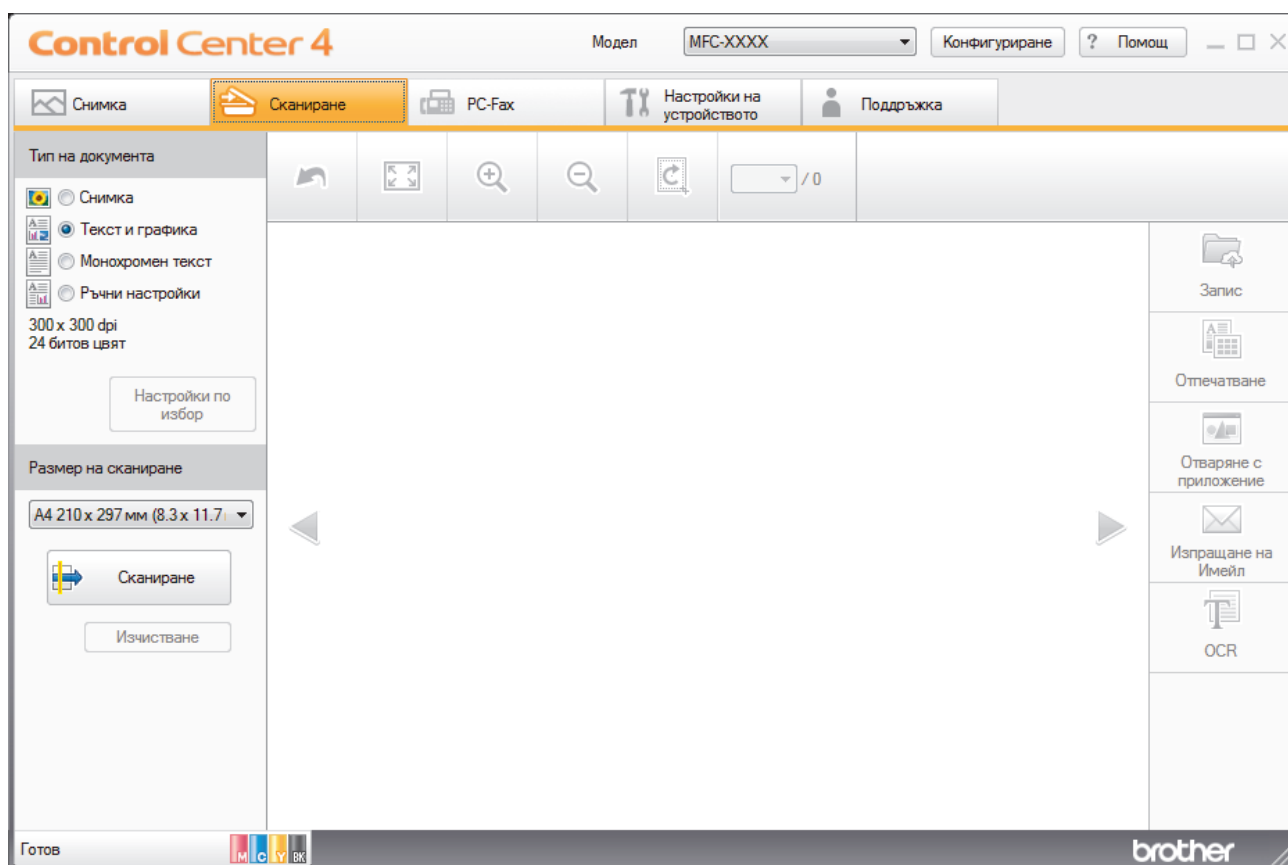 Control Center 4
Модел
MFC-XXXX
Конфигуриране
? Помощ
Снимка
Сканиране
PC-Fax
Настройки на
устройството
Поддръжка
Тип на документа
Снимка
Текст и графика
Монохромен текст
Ръчни настройки
300 x 300 dpi
24 битов цвят
Настройки по
избор
/ 0
Размер на сканиране
A4 210 x 297 мм (8.3 x 11.7
Сканиране
Изчистване
Запис
Отпечатване
Отваряне с
приложение
Изпращане на
Имейл
OCR
Готов
M C Y BK
brother